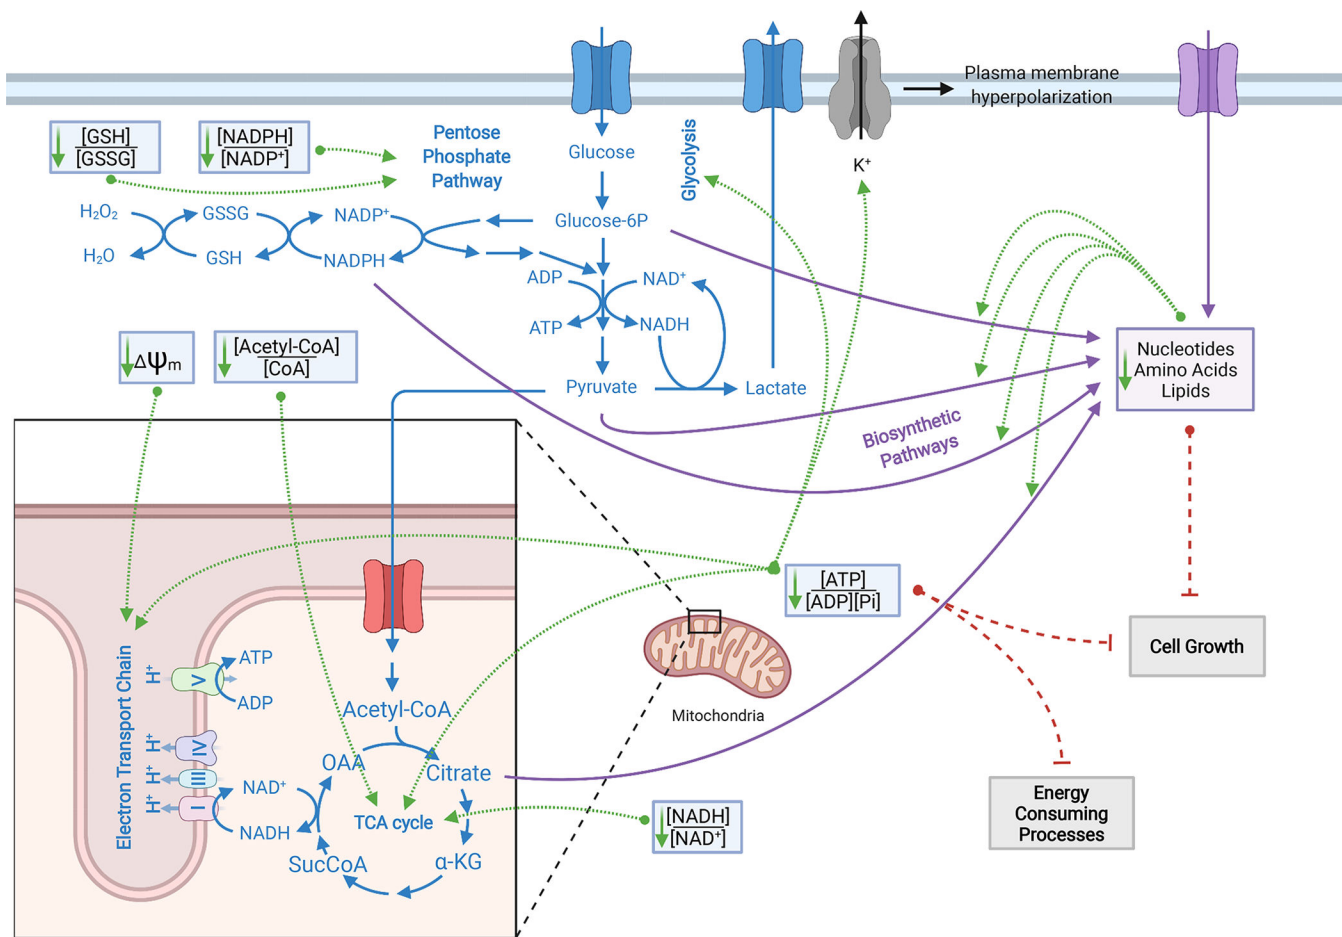 Plasma membrane
hyperpolarization
[GSH]
[GSSG]
[NADPH]
[NADP⁺]
Pentose
Phosphate
Pathway
Glucose
Glycolysis
K⁺
H₂O₂
GSSG
NADP⁺
Glucose-6P
H₂O
GSH
NADPH
ADP
NAD⁺
ATP
NADH
ΔΨm
[Acetyl-CoA]
[CoA]
Pyruvate
Lactate
Nucleotides
Amino Acids
Lipids
Biosynthetic
Pathways
[ATP]
[ADP][Pi]
Cell Growth
Mitochondria
Electron Transport Chain
H⁺
V
ATP
ADP
H⁺
IV
H⁺
III
H⁺
I
NAD⁺
NADH
Acetyl-CoA
OAA
Citrate
TCA cycle
SucCoA
α-KG
[NADH]
[NAD⁺]
Energy
Consuming
Processes